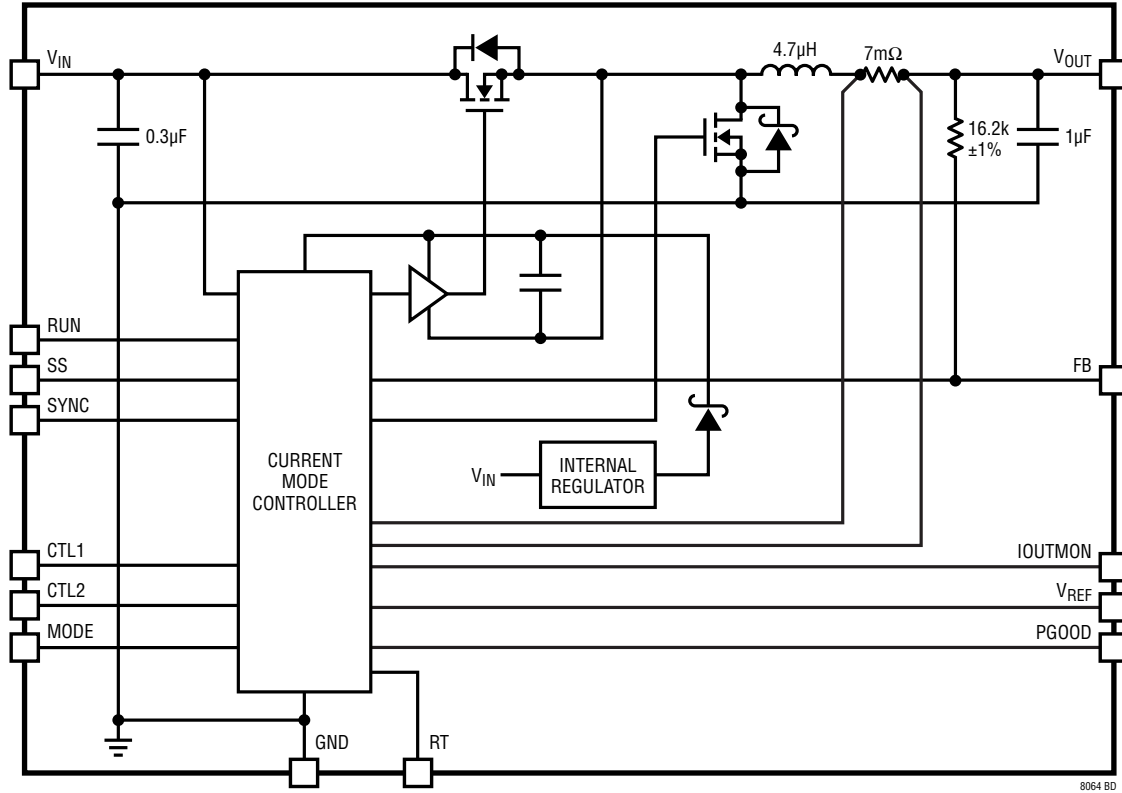 VIN
4.7µH
7mΩ
VOUT
0.3µF
16.2k
±1%
1µF
RUN
SS
FB
SYNC
CURRENT
MODE
CONTROLLER
VIN
INTERNAL
REGULATOR
CTL1
IOUTMON
CTL2
VREF
MODE
PGOOD
GND
RT
8064 BD